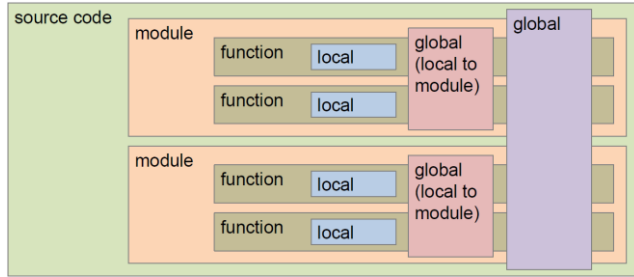 source code
module
global
function
local
global
(local to
module)
function
local
module
function
local
global
(local to
module)
function
local